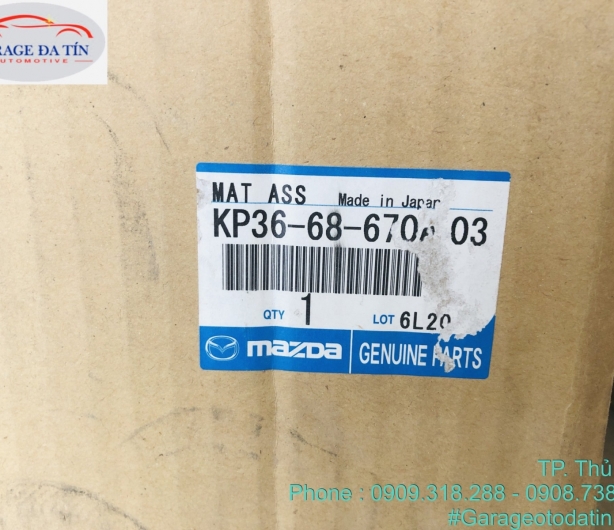 GARAGE ĐA TÍN
AUTOMOTIVE
MAT ASS Made in Japan
KP36-68-670A 03
QTY 1 LOT 6L20
mazda GENUINE PARTS
TP. Thủ
Phone : 0909.318.288 - 0908.738
#Garageotodatin